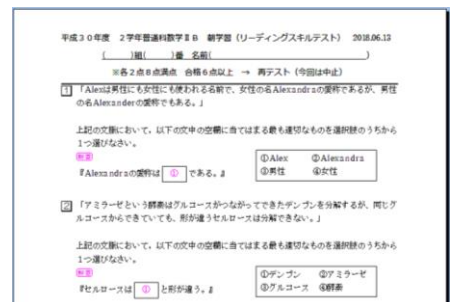 平成30年度 2学年普通科数学ⅡB 朝学習（リーディングスキルテスト） 2018.06.13
（ ）組（ ）番 名前（ ）
※各2点8点満点 合格6点以上 → 再テスト（今回は中止）
1 「Alexは男性にも女性にも使われる名前で、女性の名Alexandraの愛称であるが、男性
の名Alexanderの愛称でもある。」
上記の文脈において、以下の文中の空欄に当てはまる最も適切なものを選択肢のうちから
1つ選びなさい。
『Alexandraの愛称は ① である。』
①Alex ②Alexandra
③男性 ④女性
2 「アミラーゼという酵素はグルコースがつながってできたデンプンを分解するが、同じグ
ルコースからできていても、形が違うセルロースは分解できない。」
上記の文脈において、以下の文中の空欄に当てはまる最も適切なものを選択肢のうちから
1つ選びなさい。
『セルロースは ① と形が違う。』
①デンプン ②アミラーゼ
③グルコース ④酵素